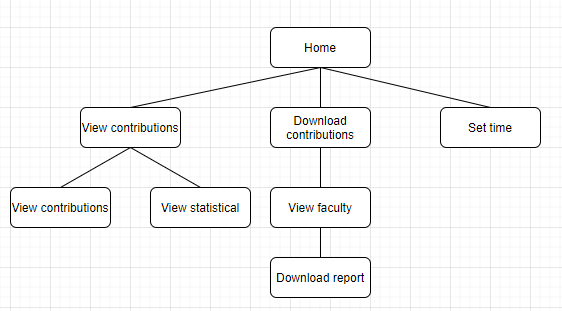 Home
View contributions
Download
contributions
Set time
View contributions
View statistical
View faculty
Download report